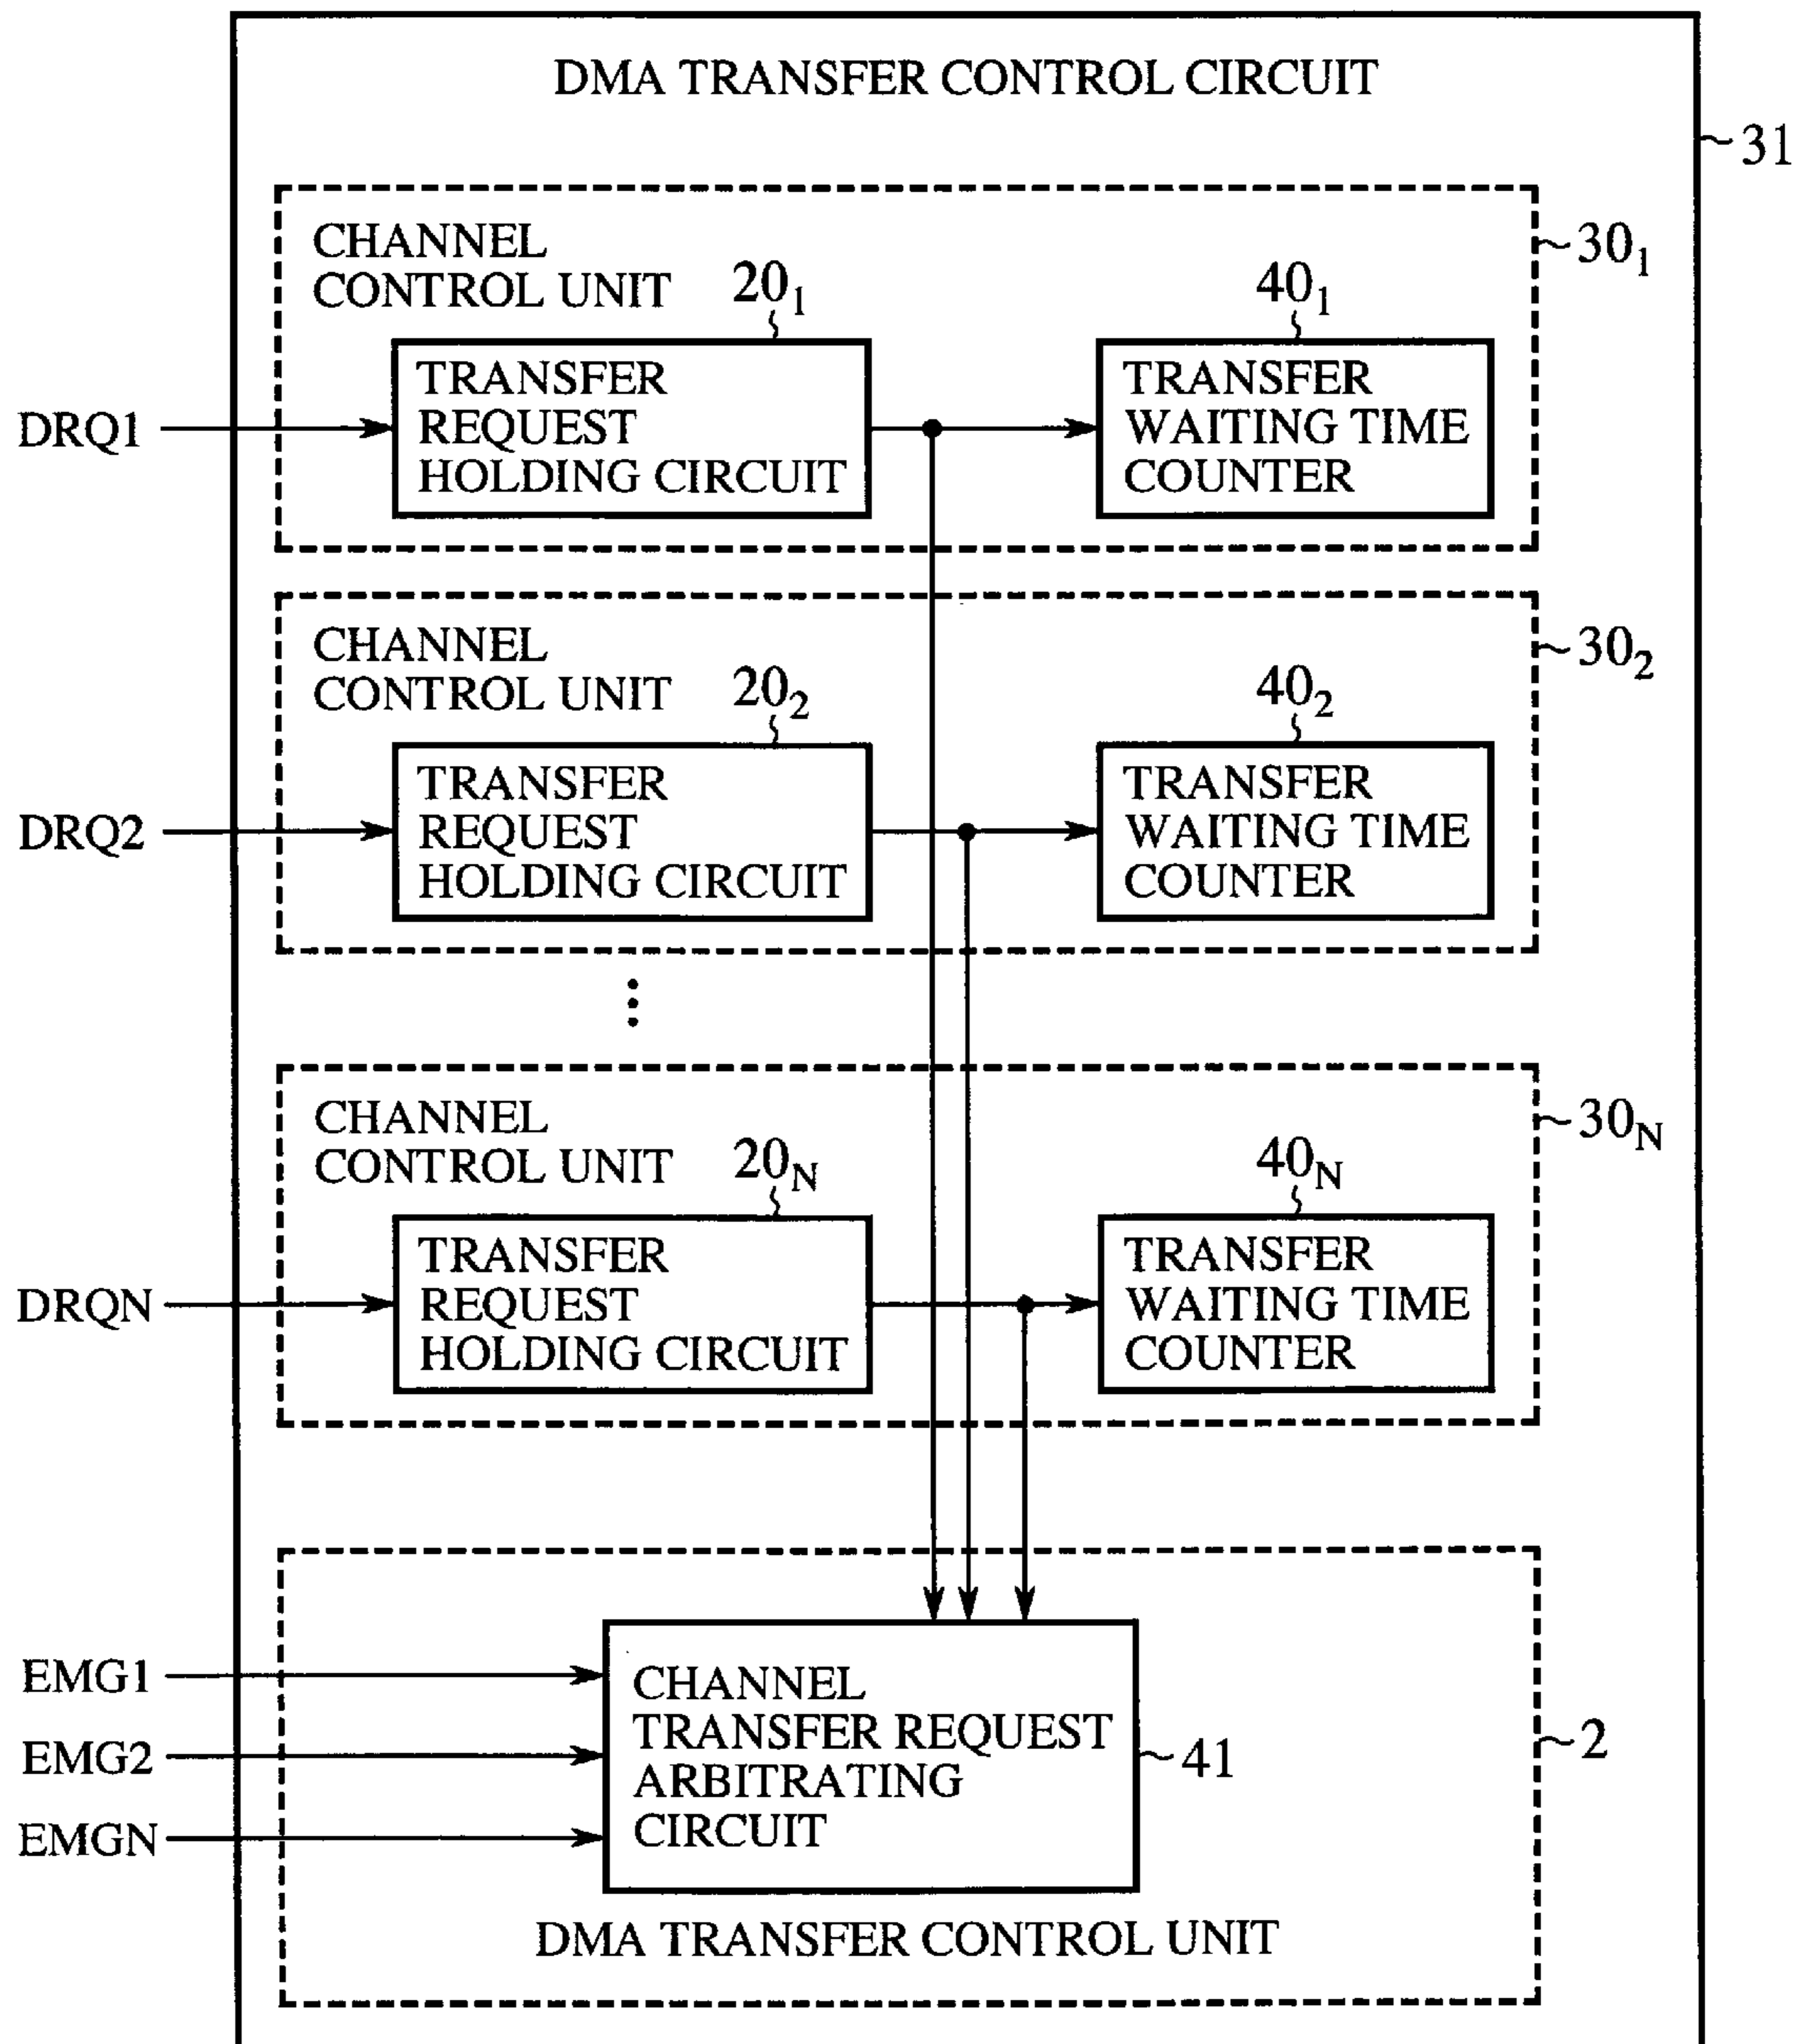 DMA TRANSFER CONTROL CIRCUIT
31
CHANNEL
CONTROL UNIT
30₁
20₁
40₁
DRQ1
TRANSFER
REQUEST
HOLDING CIRCUIT
TRANSFER
WAITING TIME
COUNTER
CHANNEL
CONTROL UNIT
30₂
20₂
40₂
DRQ2
TRANSFER
REQUEST
HOLDING CIRCUIT
TRANSFER
WAITING TIME
COUNTER
CHANNEL
CONTROL UNIT
30N
20N
40N
DRQN
TRANSFER
REQUEST
HOLDING CIRCUIT
TRANSFER
WAITING TIME
COUNTER
EMG1
EMG2
EMGN
CHANNEL
TRANSFER REQUEST
ARBITRATING
CIRCUIT
41
2
DMA TRANSFER CONTROL UNIT